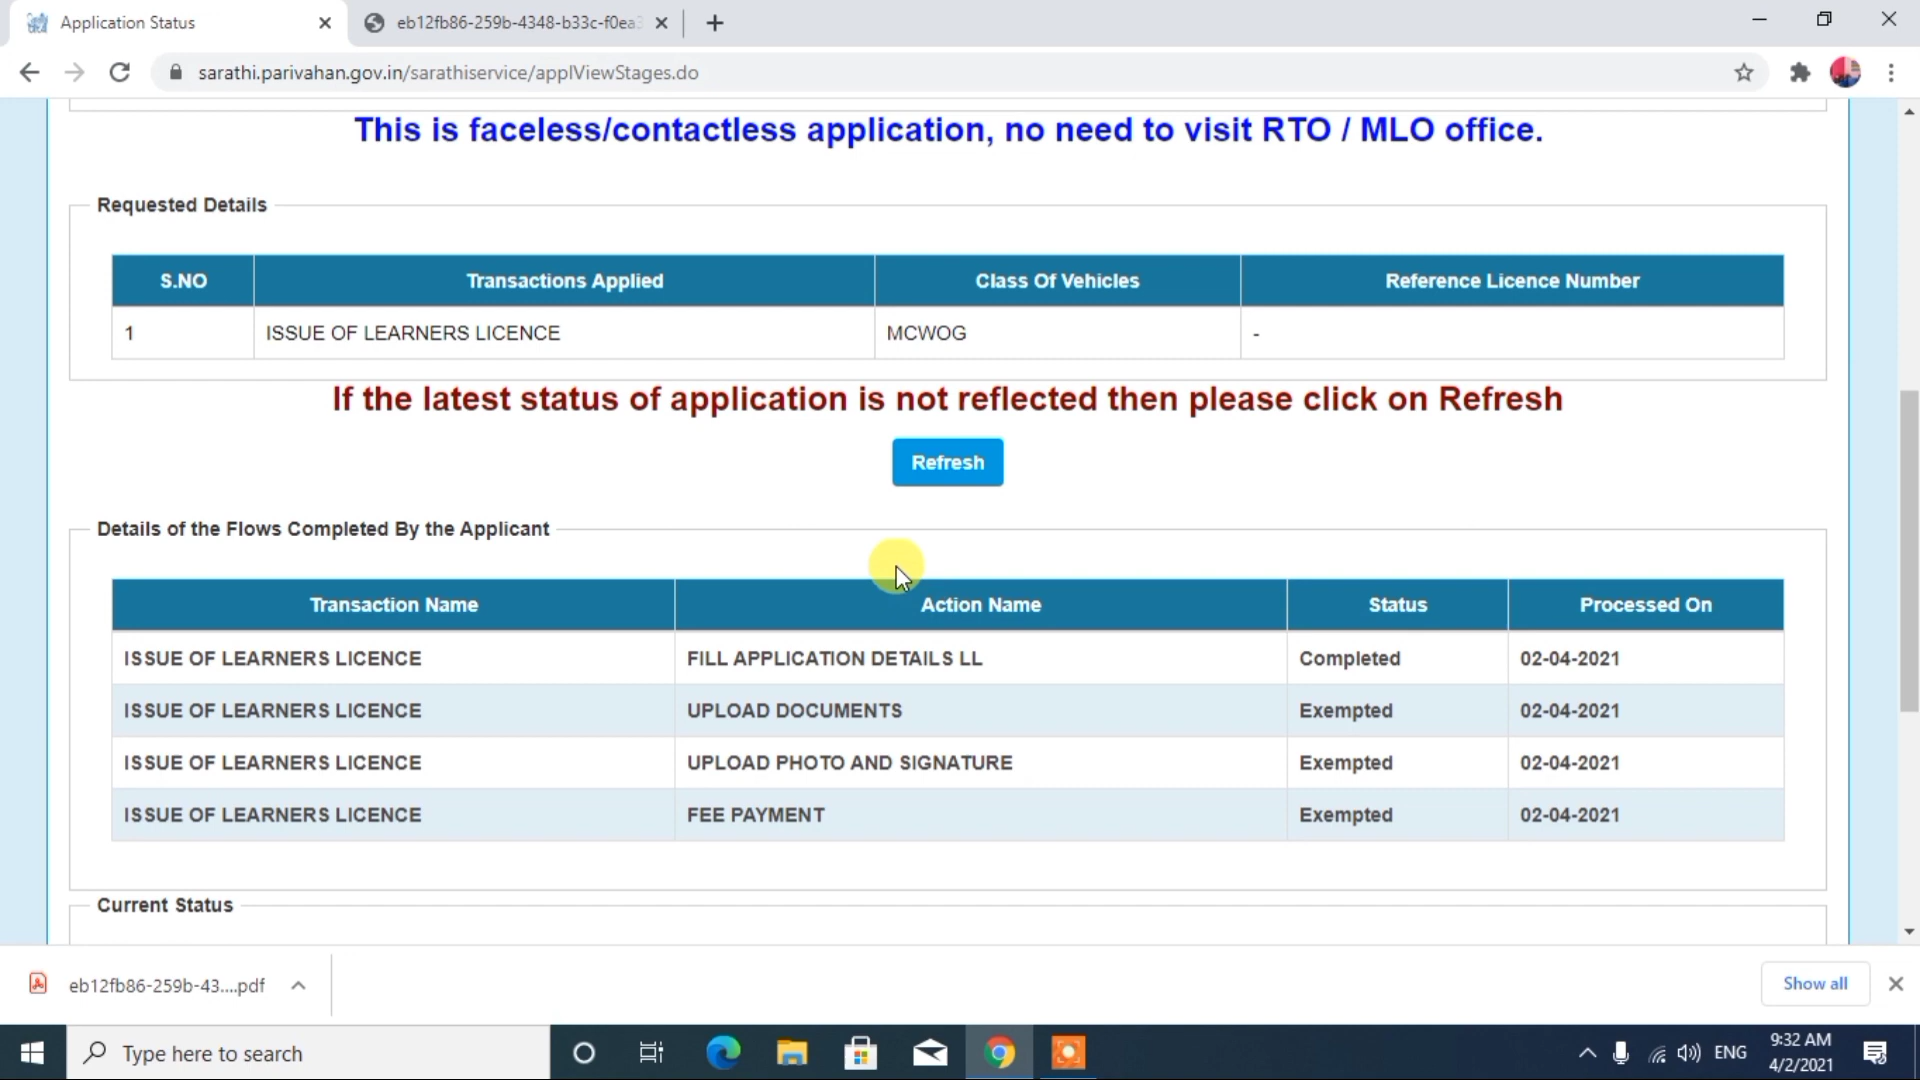 Application Status
eb12fb86-259b-4348-b33c-f0ea
sarathi.parivahan.gov.in/sarathiservice/applViewStages.do
This is faceless/contactless application, no need to visit RTO / MLO office.
Requested Details
S.NO Transactions Applied Class Of Vehicles Reference Licence Number
1 ISSUE OF LEARNERS LICENCE MCWOG -
If the latest status of application is not reflected then please click on Refresh
Refresh
Details of the Flows Completed By the Applicant
Transaction Name Action Name Status Processed On
ISSUE OF LEARNERS LICENCE FILL APPLICATION DETAILS LL Completed 02-04-2021
ISSUE OF LEARNERS LICENCE UPLOAD DOCUMENTS Exempted 02-04-2021
ISSUE OF LEARNERS LICENCE UPLOAD PHOTO AND SIGNATURE Exempted 02-04-2021
ISSUE OF LEARNERS LICENCE FEE PAYMENT Exempted 02-04-2021
Current Status
eb12fb86-259b-43....pdf
Show all
Type here to search
ENG
9:32 AM
4/2/2021